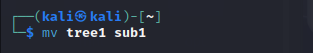 ┌──(kali㉿kali)-[~]
└─$ mv tree1 sub1